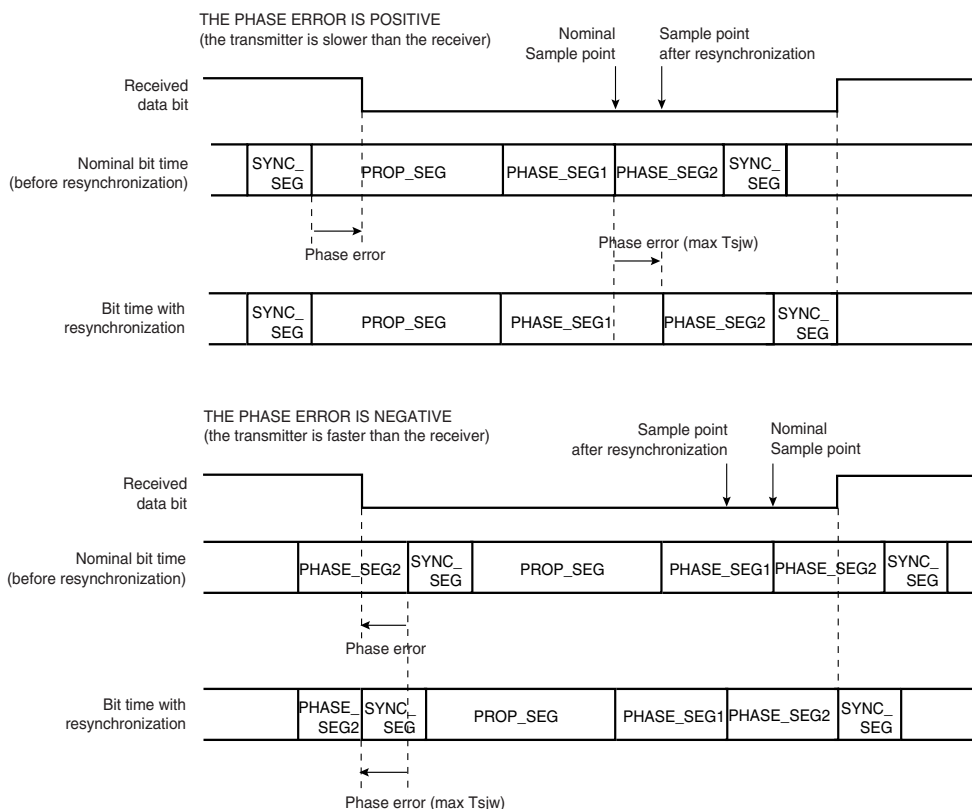 THE PHASE ERROR IS POSITIVE
(the transmitter is slower than the receiver)
Nominal
Sample point
Sample point
after resynchronization
Received
data bit
Nominal bit time
(before resynchronization)
SYNC_
SEG
PROP_SEG
PHASE_SEG1
PHASE_SEG2
SYNC_
SEG
Phase error
Phase error (max Tsjw)
Bit time with
resynchronization
SYNC_
SEG
PROP_SEG
PHASE_SEG1
PHASE_SEG2
SYNC_
SEG
THE PHASE ERROR IS NEGATIVE
(the transmitter is faster than the receiver)
Sample point
after resynchronization
Nominal
Sample point
Received
data bit
Nominal bit time
(before resynchronization)
PHASE_SEG2
SYNC_
SEG
PROP_SEG
PHASE_SEG1
PHASE_SEG2
SYNC_
SEG
Phase error
Bit time with
resynchronization
PHASE_
SEG2
SYNC_
SEG
PROP_SEG
PHASE_SEG1
PHASE_SEG2
SYNC_
SEG
Phase error (max Tsjw)